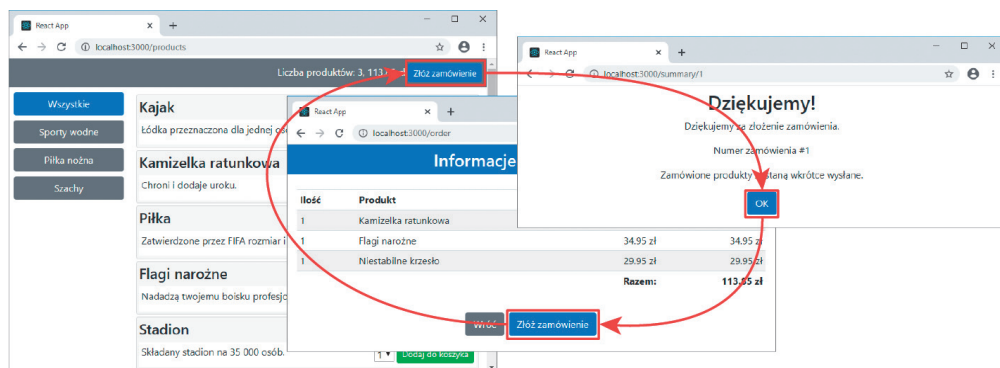 React App
localhost:3000/products
Liczba produktów: 3, 113. Złóż zamówienie
Wszystkie
Sporty wodne
Piłka nożna
Szachy
Kajak
Łódka przeznaczona dla jednej
Kamizelka ratunkowa
Chroni i dodaje uroku.
Piłka
Zatwierdzone przez FIFA rozmiar i
Flagi narożne
Nadadzą twojemu boisku
Stadion
Składany stadion na 35 000 osób.
1 Dodaj do koszyka
React App
localhost:3000/order
Informacje
Ilość Produkt
1 Kamizelka ratunkowa
1 Flagi narożne 34.95 zł 34.95 zł
1 Niestabilne krzesło 29.95 zł 29.95 zł
Razem: 113.85 zł
Wróć Złóż zamówienie
React App
localhost:3000/summary/1
Dziękujemy!
Dziękujemy za złożenie zamówienia.
Numer zamówienia #1
Zamówione produkty zostaną wkrótce wysłane.
OK